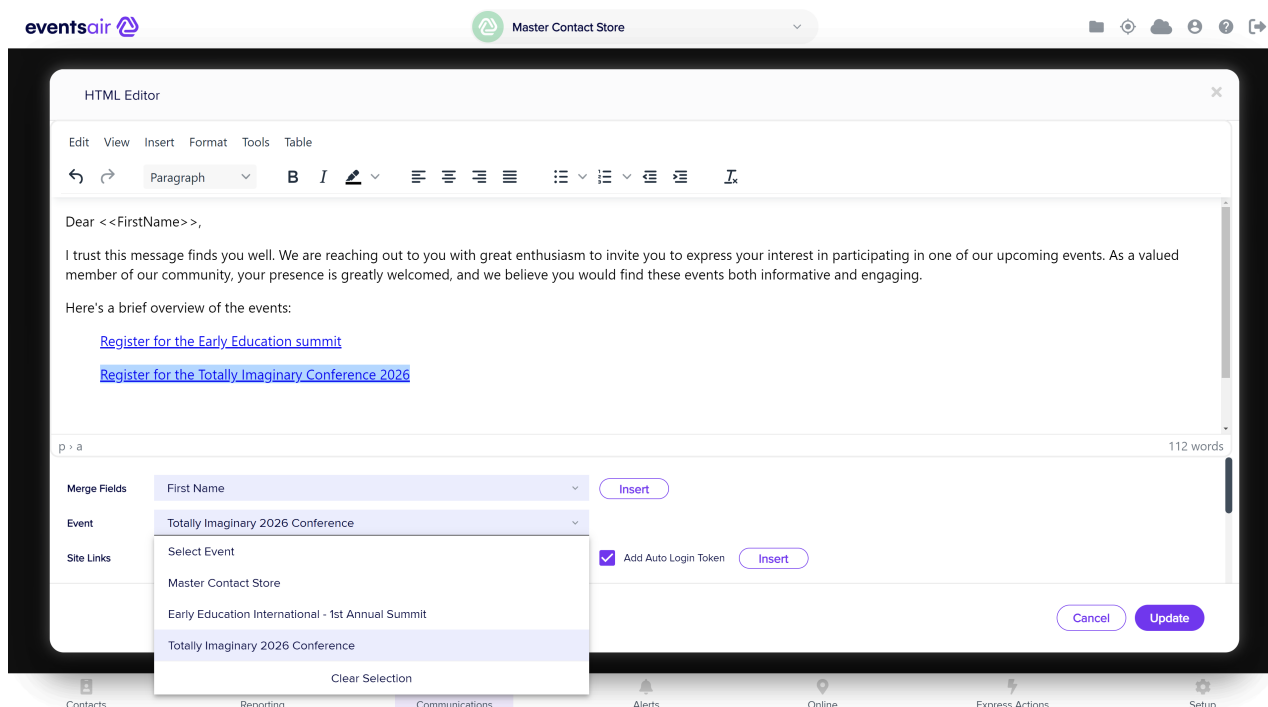 eventsair
Master Contact Store
HTML Editor
Edit View Insert Format Tools Table
Paragraph B I
Dear <<FirstName>>,
I trust this message finds you well. We are reaching out to you with great enthusiasm to invite you to express your interest in participating in one of our upcoming events. As a valued
member of our community, your presence is greatly welcomed, and we believe you would find these events both informative and engaging.
Here's a brief overview of the events:
Register for the Early Education summit
Register for the Totally Imaginary Conference 2026
p › a 112 words
Merge Fields First Name Insert
Event Totally Imaginary 2026 Conference
Select Event
Site Links Add Auto Login Token Insert
Master Contact Store
Early Education International - 1st Annual Summit
Cancel Update
Totally Imaginary 2026 Conference
Clear Selection
Contacts Reporting Communications Alerts Online Express Actions Setup